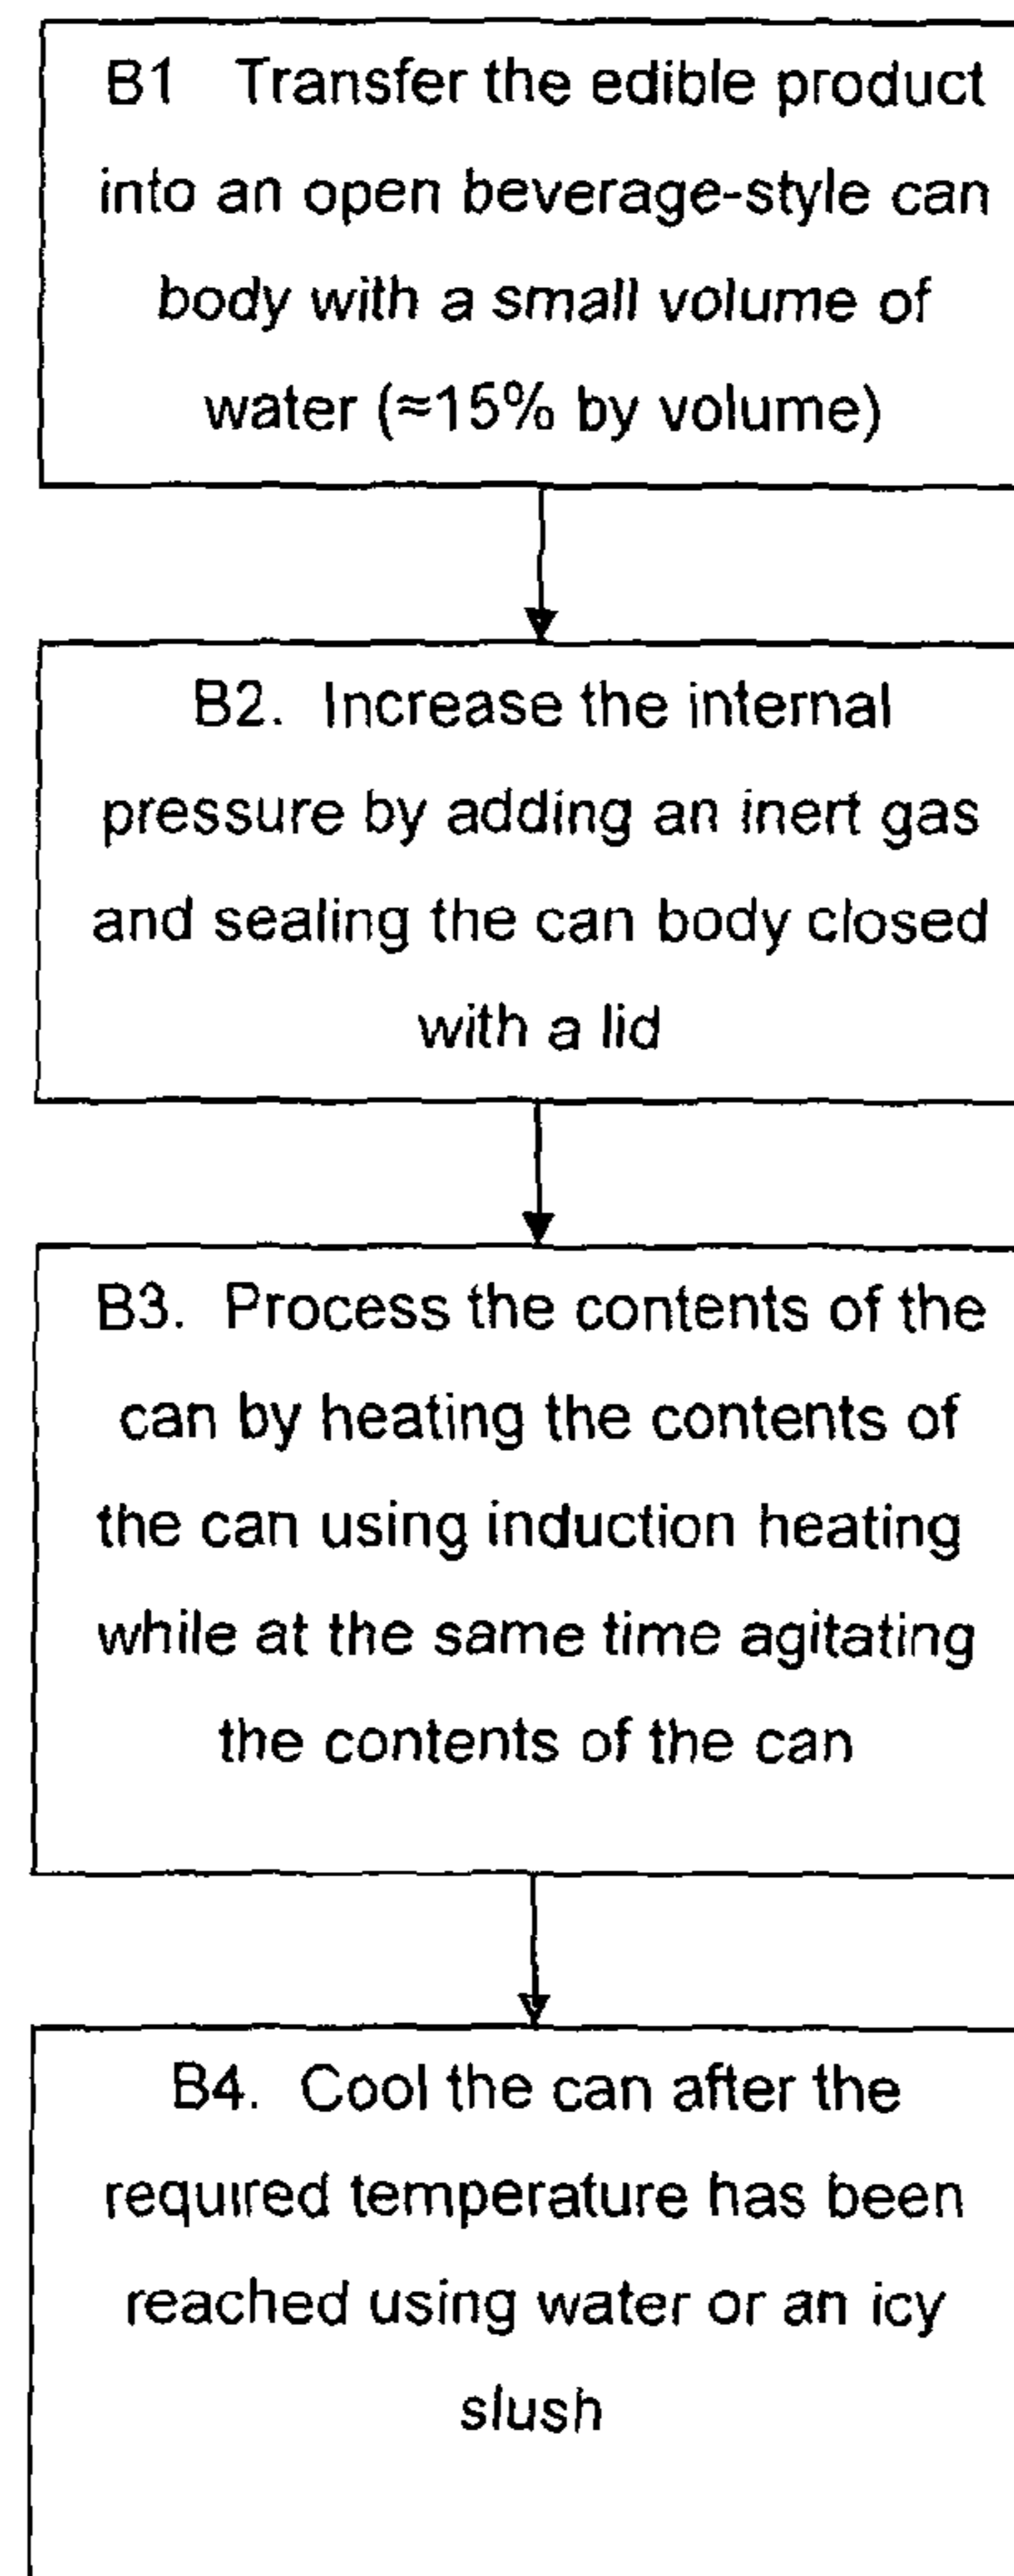 B1 Transfer the edible product
into an open beverage-style can
body with a small volume of
water (≈15% by volume)
B2. Increase the internal
pressure by adding an inert gas
and sealing the can body closed
with a lid
B3. Process the contents of the
can by heating the contents of
the can using induction heating
while at the same time agitating
the contents of the can
B4. Cool the can after the
required temperature has been
reached using water or an icy
slush